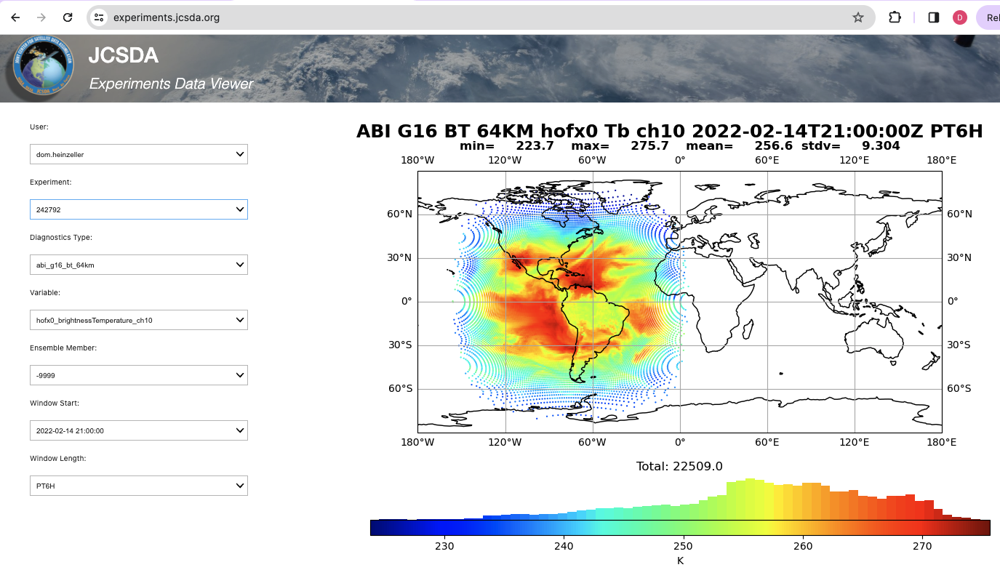 experiments.jcsda.org
D
Rel
JCSDA
Experiments Data Viewer
User:
dom.heinzeller
Experiment:
242792
Diagnostics Type:
abi_g16_bt_64km
Variable:
hofx0_brightnessTemperature_ch10
Ensemble Member:
-9999
Window Start:
2022-02-14 21:00:00
Window Length:
PT6H
ABI G16 BT 64KM hofx0 Tb ch10 2022-02-14T21:00:00Z PT6H
min= 223.7 max= 275.7 mean= 256.6 stdv= 9.304
180°W 120°W 60°W 0° 60°E 120°E 180°E
60°N 60°N
30°N 30°N
0° 0°
30°S 30°S
60°S 60°S
180°W 120°W 60°W 0° 60°E 120°E 180°E
Total: 22509.0
230 240 250 260 270
K